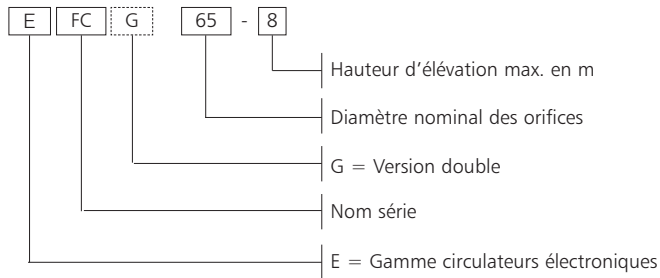 E FC G 65 - 8
Hauteur d'élévation max. en m
Diamètre nominal des orifices
G = Version double
Nom série
E = Gamme circulateurs électroniques